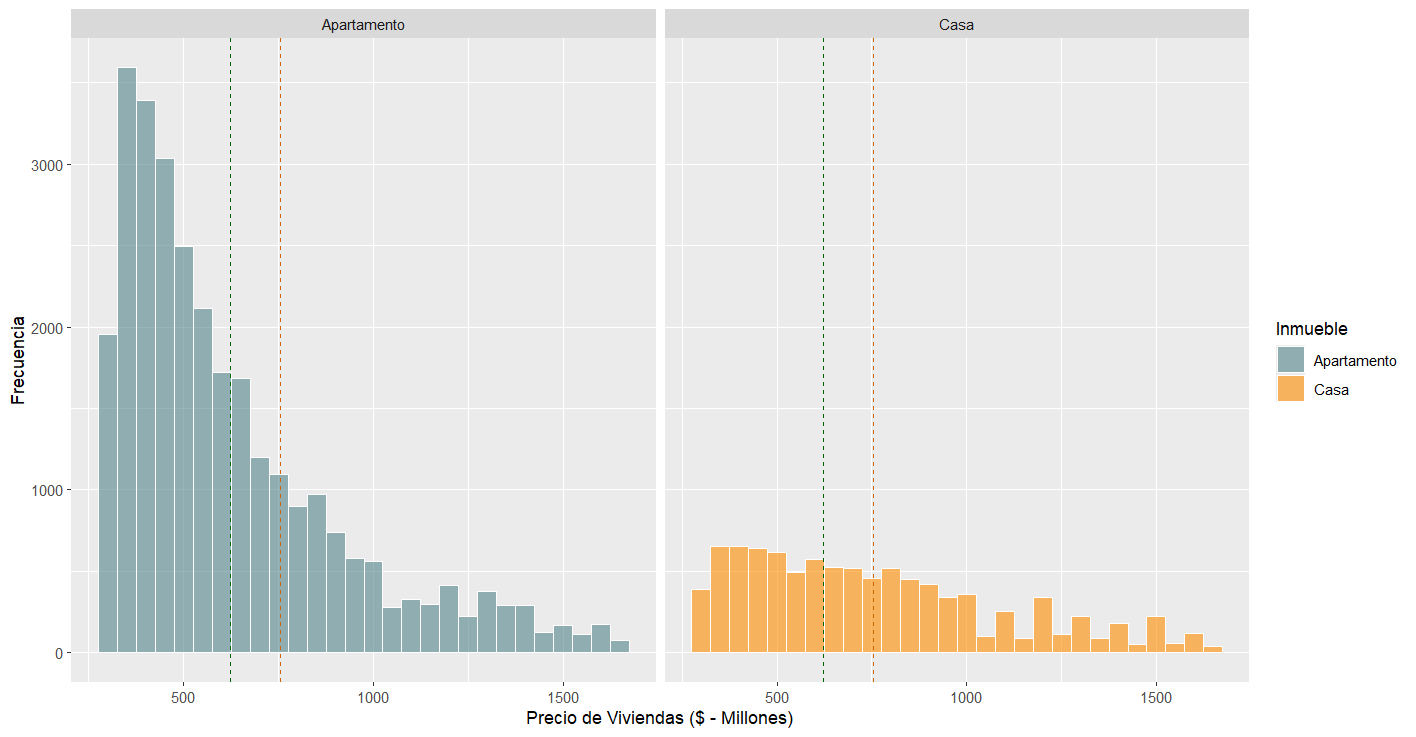 Apartamento
Casa
Frecuencia
3000
2000
1000
0
500
1000
1500
500
1000
1500
Precio de Viviendas ($ - Millones)
Inmueble
Apartamento
Casa